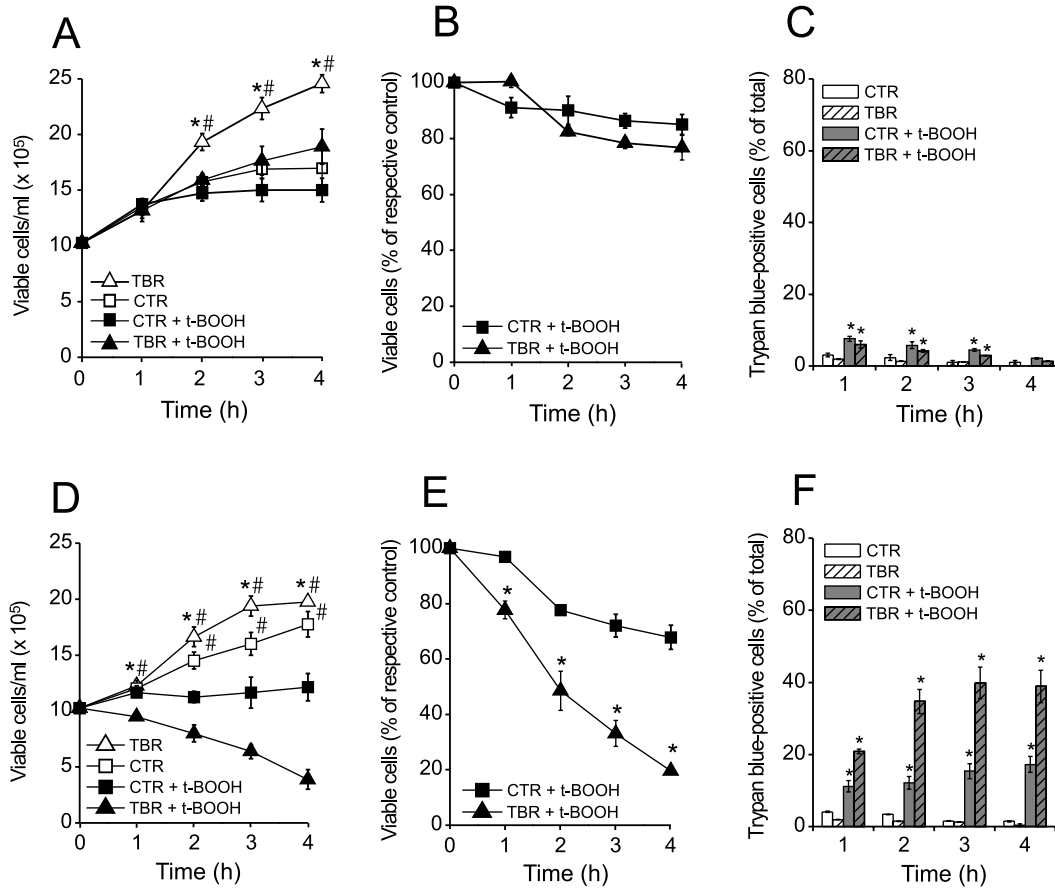 A
Viable cells/ml (x 10⁵)
25
20
15
10
5
0
*#
*#
*#
TBR
CTR
CTR + t-BOOH
TBR + t-BOOH
0 1 2 3 4
Time (h)
B
Viable cells (% of respective control)
100
80
60
40
20
0
CTR + t-BOOH
TBR + t-BOOH
0 1 2 3 4
Time (h)
C
Trypan blue-positive cells (% of total)
80
60
40
20
0
CTR
TBR
CTR + t-BOOH
TBR + t-BOOH
* * * * * *
1 2 3 4
Time (h)
D
Viable cells/ml (x 10⁵)
25
20
15
10
5
0
*# *# *# *#
# # #
TBR
CTR
CTR + t-BOOH
TBR + t-BOOH
0 1 2 3 4
Time (h)
E
Viable cells (% of respective control)
100
80
60
40
20
0
* * * *
CTR + t-BOOH
TBR + t-BOOH
0 1 2 3 4
Time (h)
F
Trypan blue-positive cells (% of total)
80
60
40
20
0
CTR
TBR
CTR + t-BOOH
TBR + t-BOOH
* * * * * * * *
1 2 3 4
Time (h)